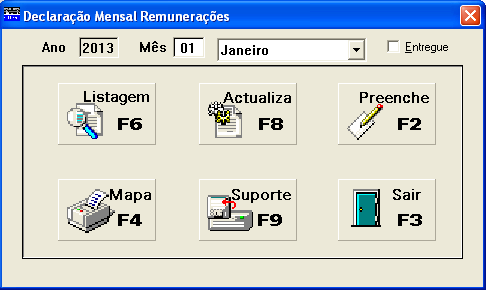 Declaração Mensal Remunerações
Ano 2013 Mês 01 Janeiro Entregue
Listagem F6
Actualiza F8
Preenche F2
Mapa F4
Suporte F9
Sair F3